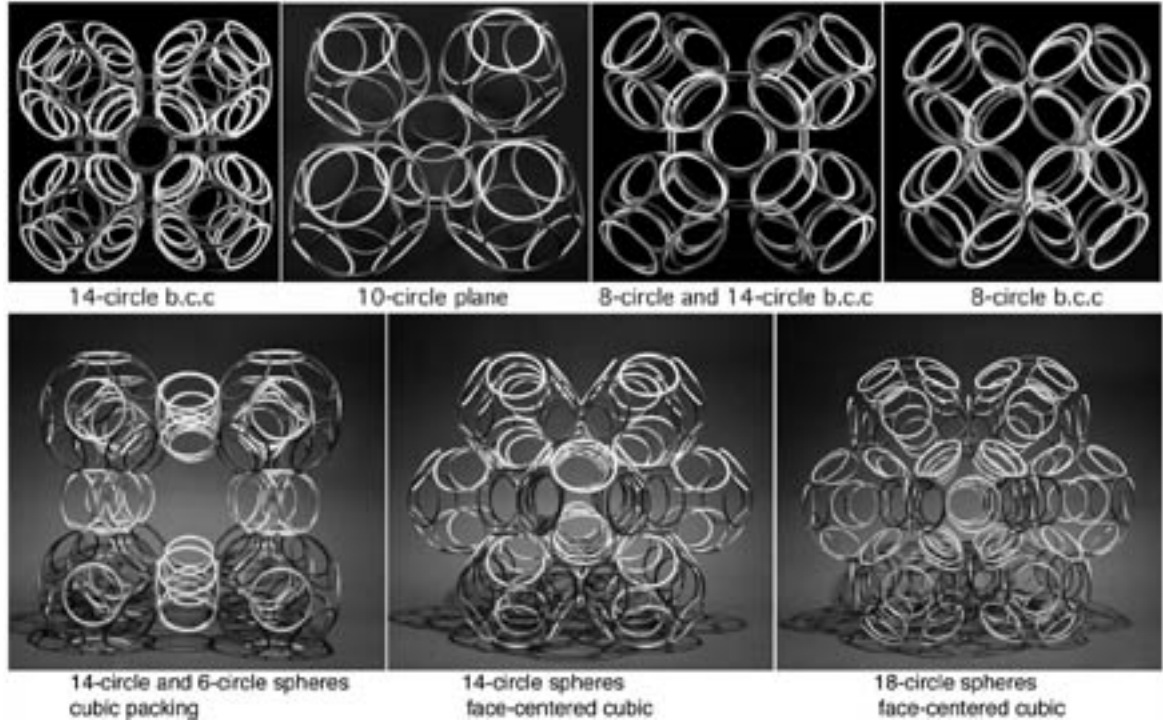 14-circle b.c.c
10-circle plane
8-circle and 14-circle b.c.c
8-circle b.c.c
14-circle and 6-circle spheres
cubic packing
14-circle spheres
face-centered cubic
18-circle spheres
face-centered cubic